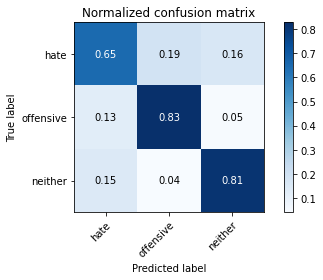 Normalized confusion matrix
True label
hate 0.65 0.19 0.16
offensive 0.13 0.83 0.05
neither 0.15 0.04 0.81
hate offensive neither
Predicted label
0.8
0.7
0.6
0.5
0.4
0.3
0.2
0.1